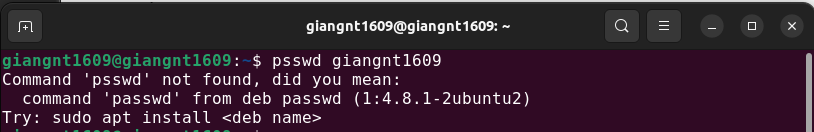 giangnt1609@giangnt1609: ~
giangnt1609@giangnt1609:~$ psswd giangnt1609
Command 'psswd' not found, did you mean:
  command 'passwd' from deb passwd (1:4.8.1-2ubuntu2)
Try: sudo apt install <deb name>